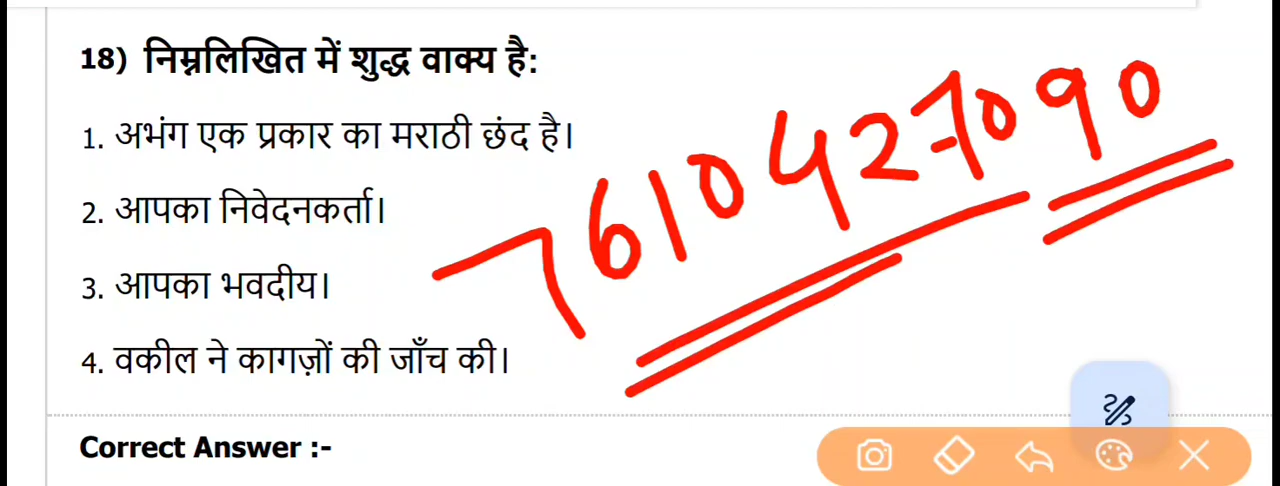 18) निम्नलिखित में शुद्ध वाक्य है:
1. अभंग एक प्रकार का मराठी छंद है।
2. आपका निवेदनकर्ता।
3. आपका भवदीय।
4. वकील ने कागज़ों की जाँच की।
7610427090
Correct Answer :-